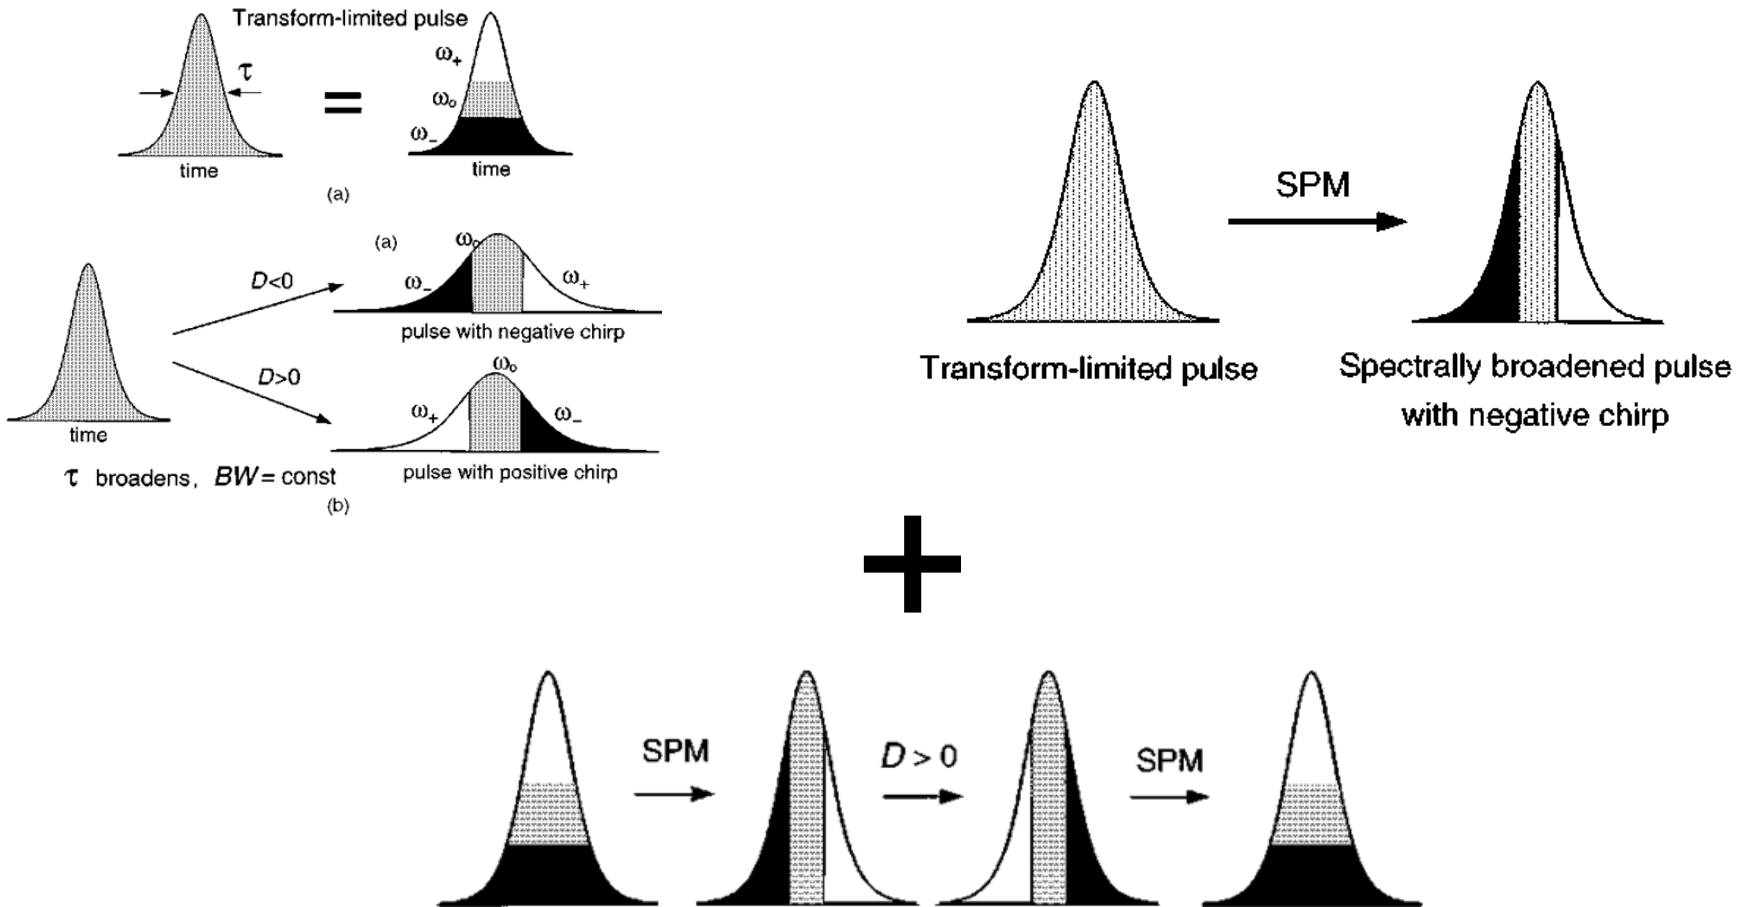 Transform-limited pulse
τ
=
ω₊
ω₀
ω₋
time
time
(a)
(a)
D<0
ω₋
ω₀
ω₊
pulse with negative chirp
D>0
ω₀
ω₊
ω₋
time
pulse with positive chirp
τ broadens, BW = const
(b)
SPM
Transform-limited pulse
Spectrally broadened pulse
with negative chirp
+
SPM
D > 0
SPM